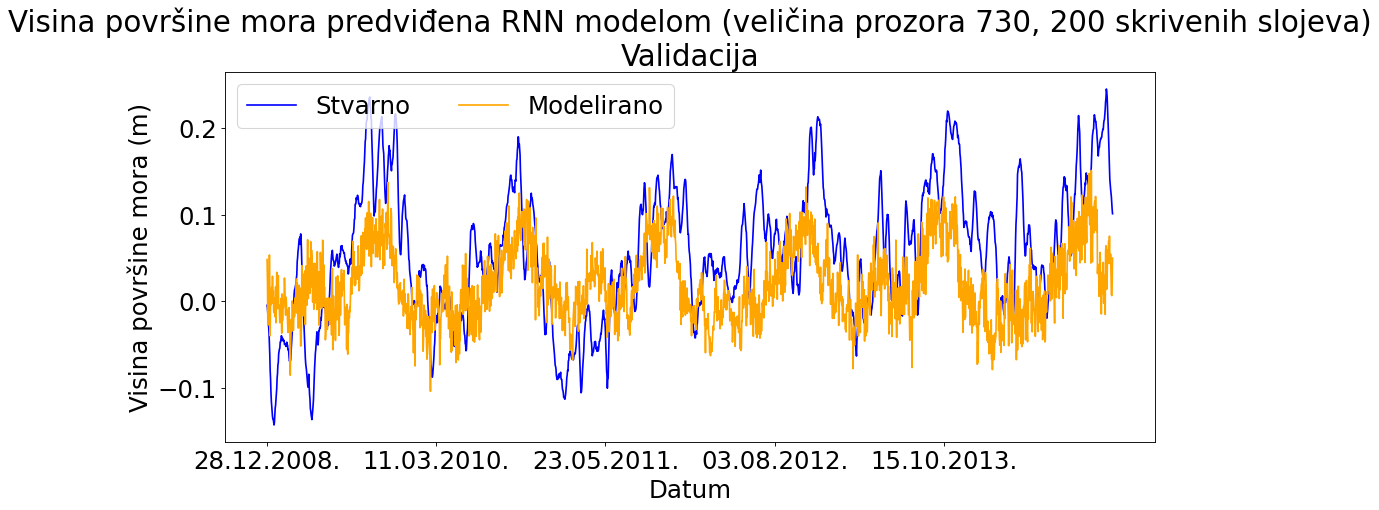 Visina površine mora predviđena RNN modelom (veličina prozora 730, 200 skrivenih slojeva)
Validacija
Stvarno Modelirano
Visina površine mora (m)
0.2
0.1
0.0
−0.1
28.12.2008. 11.03.2010. 23.05.2011. 03.08.2012. 15.10.2013.
Datum